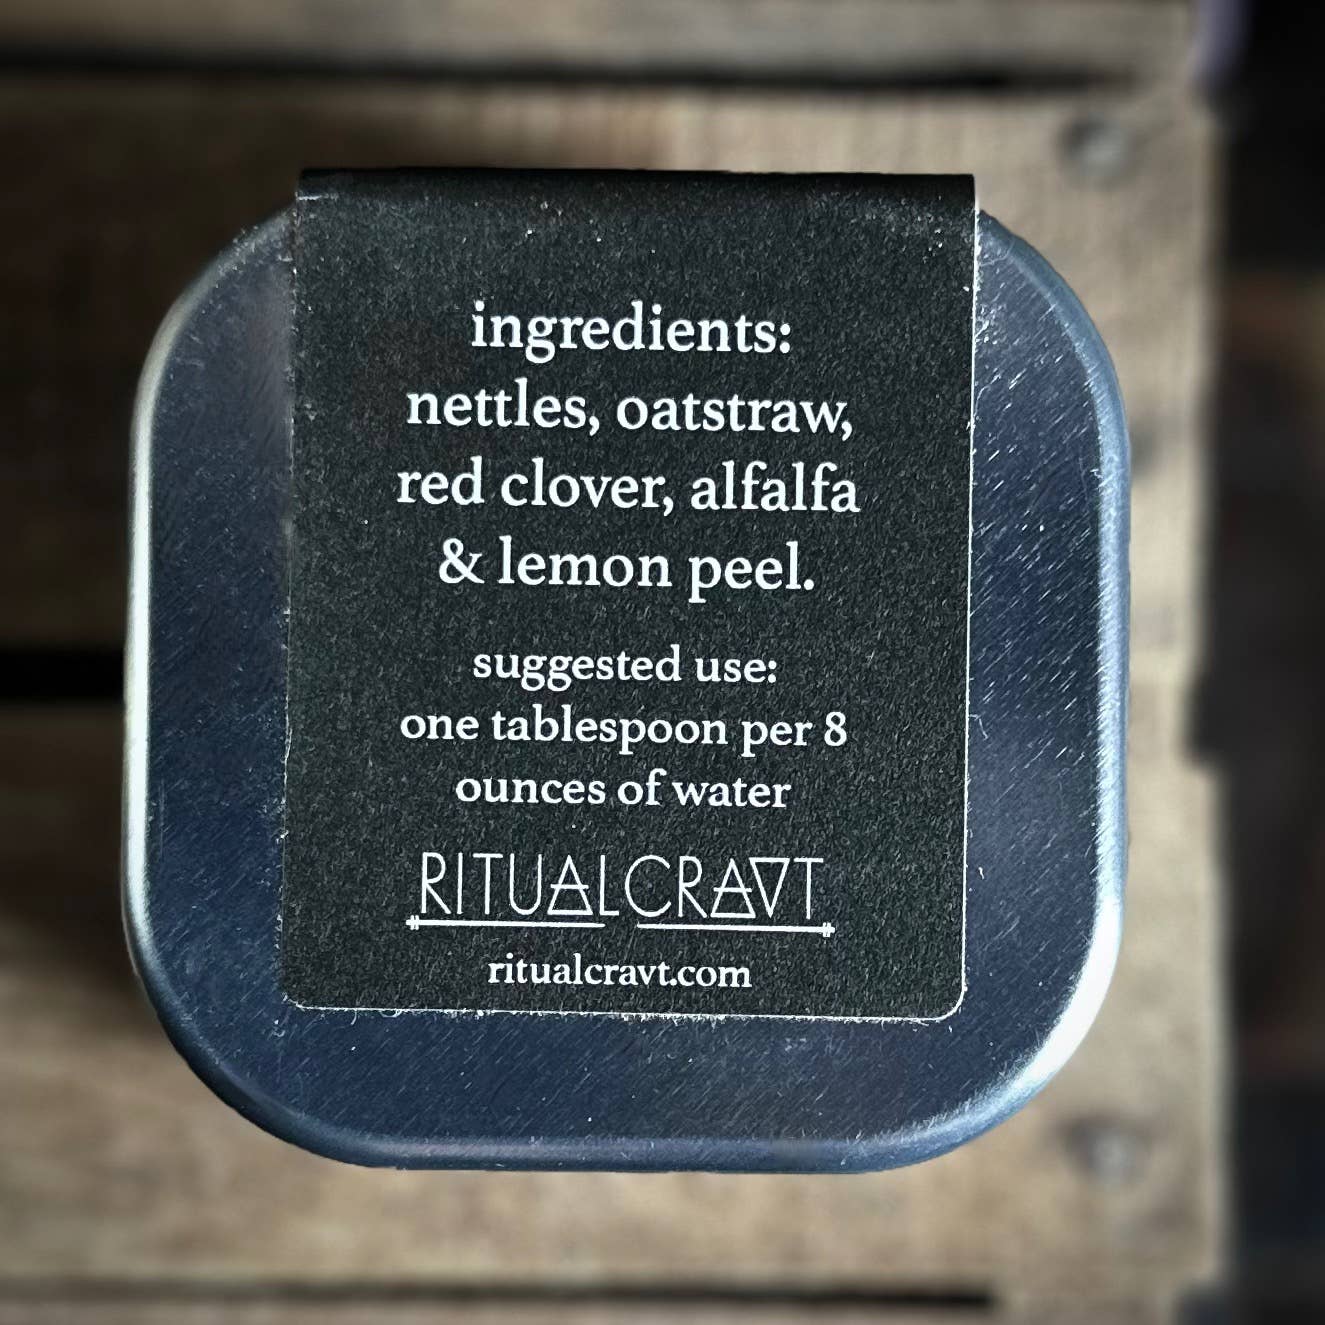 ingredients:
nettles, oatstraw,
red clover, alfalfa
& lemon peel.
suggested use:
one tablespoon per 8
ounces of water
RITUALCRAVT
ritualcravt.com